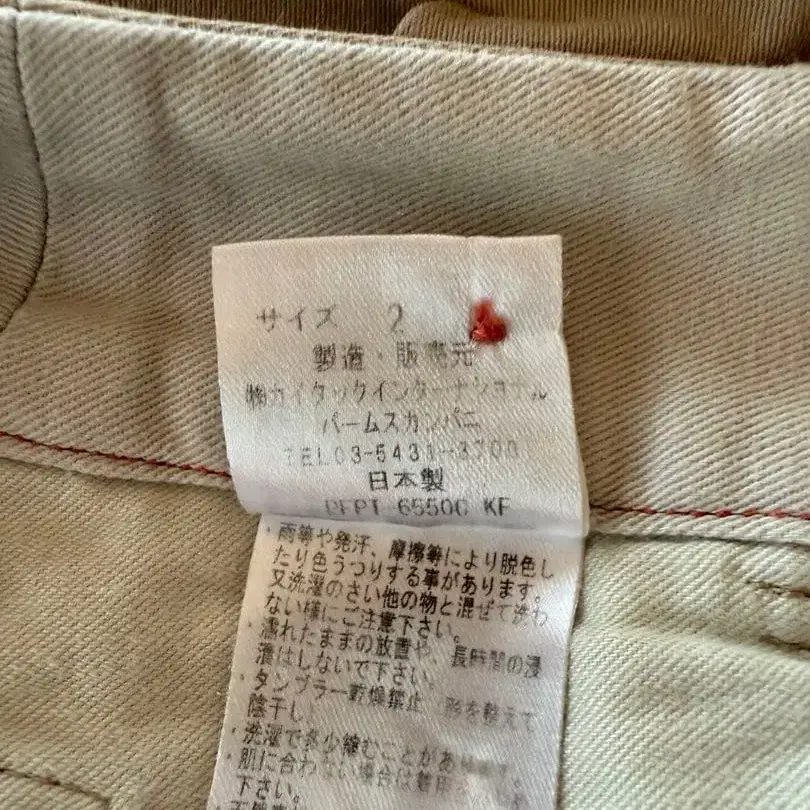 サイズ 2
製造・販売元
㈱カイタックインターナショナル
パームスカンパニ
TEL03-5431-3700
日本製
65500 KF
・雨等や発汗、摩擦等により脱色し
たり色うつりする事があります。
又洗濯のさい他の物と混ぜて洗わ
ない様にご注意下さい。
・濡れたままの放置や、長時間の浸
漬はしないで下さい。
・タンブラー乾燥禁止 形を整えて
陰干し、
・洗濯で多少縮むことがあります。
・肌に合わない場合は着用
下さい。